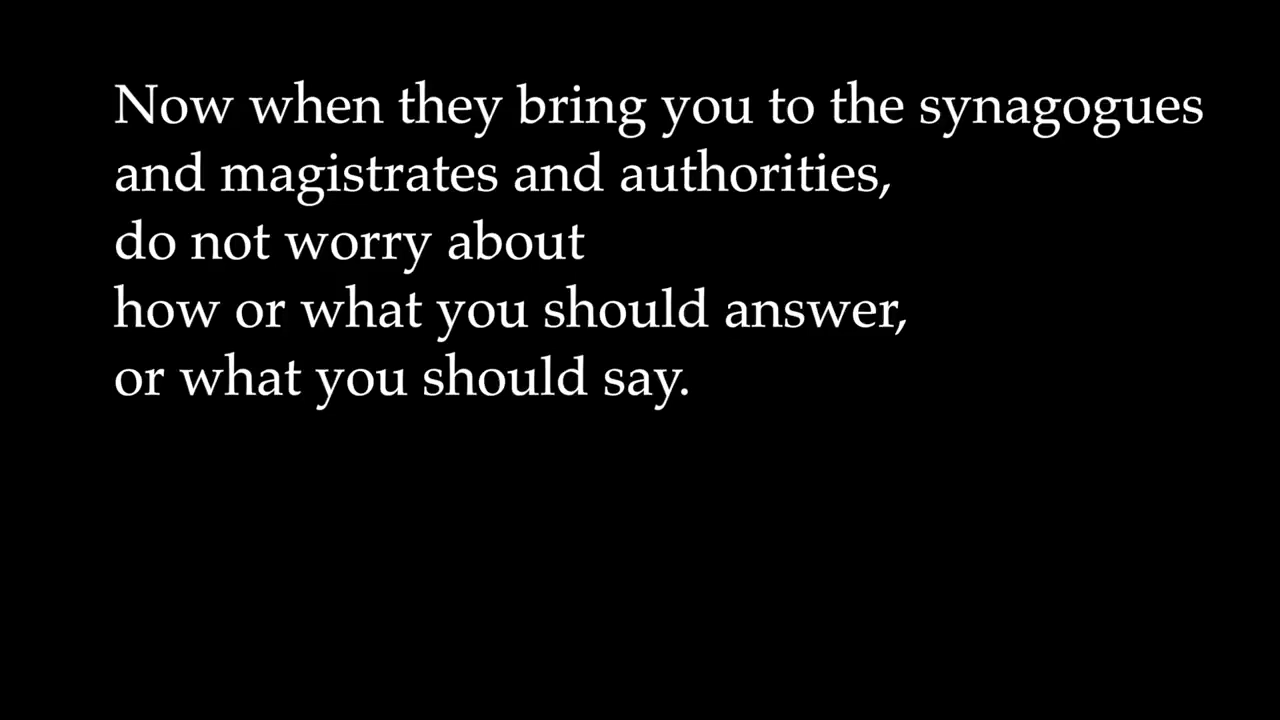 Now when they bring you to the synagogues
and magistrates and authorities,
do not worry about
how or what you should answer,
or what you should say.